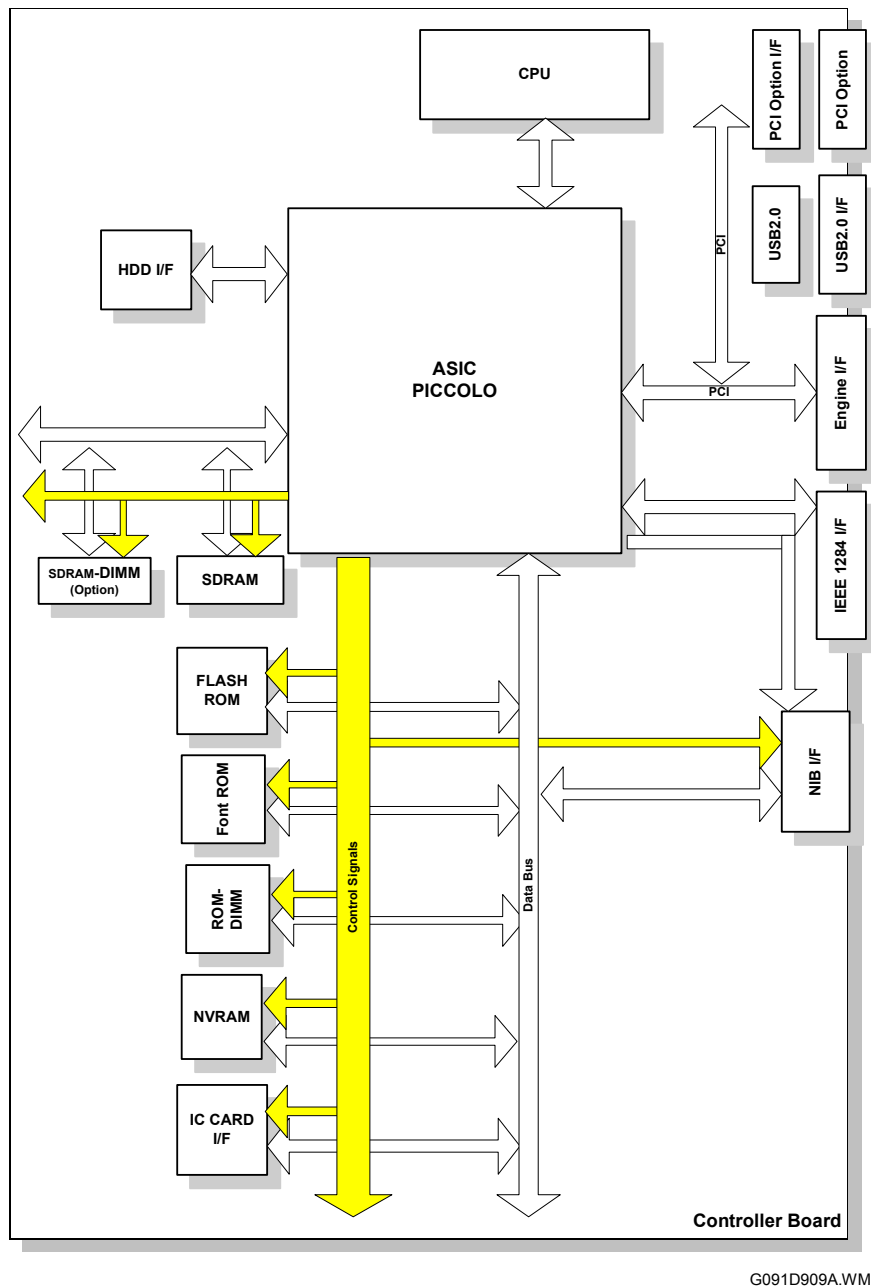 CPU
PCI Option I/F
PCI Option
USB2.0
USB2.0 I/F
PCI
HDD I/F
ASIC
PICCOLO
PCI
Engine I/F
IEEE 1284 I/F
SDRAM-DIMM
(Option)
SDRAM
FLASH
ROM
NIB I/F
Font ROM
ROM-
DIMM
Control Signals
Data Bus
NVRAM
IC CARD
I/F
Controller Board
G091D909A.WM